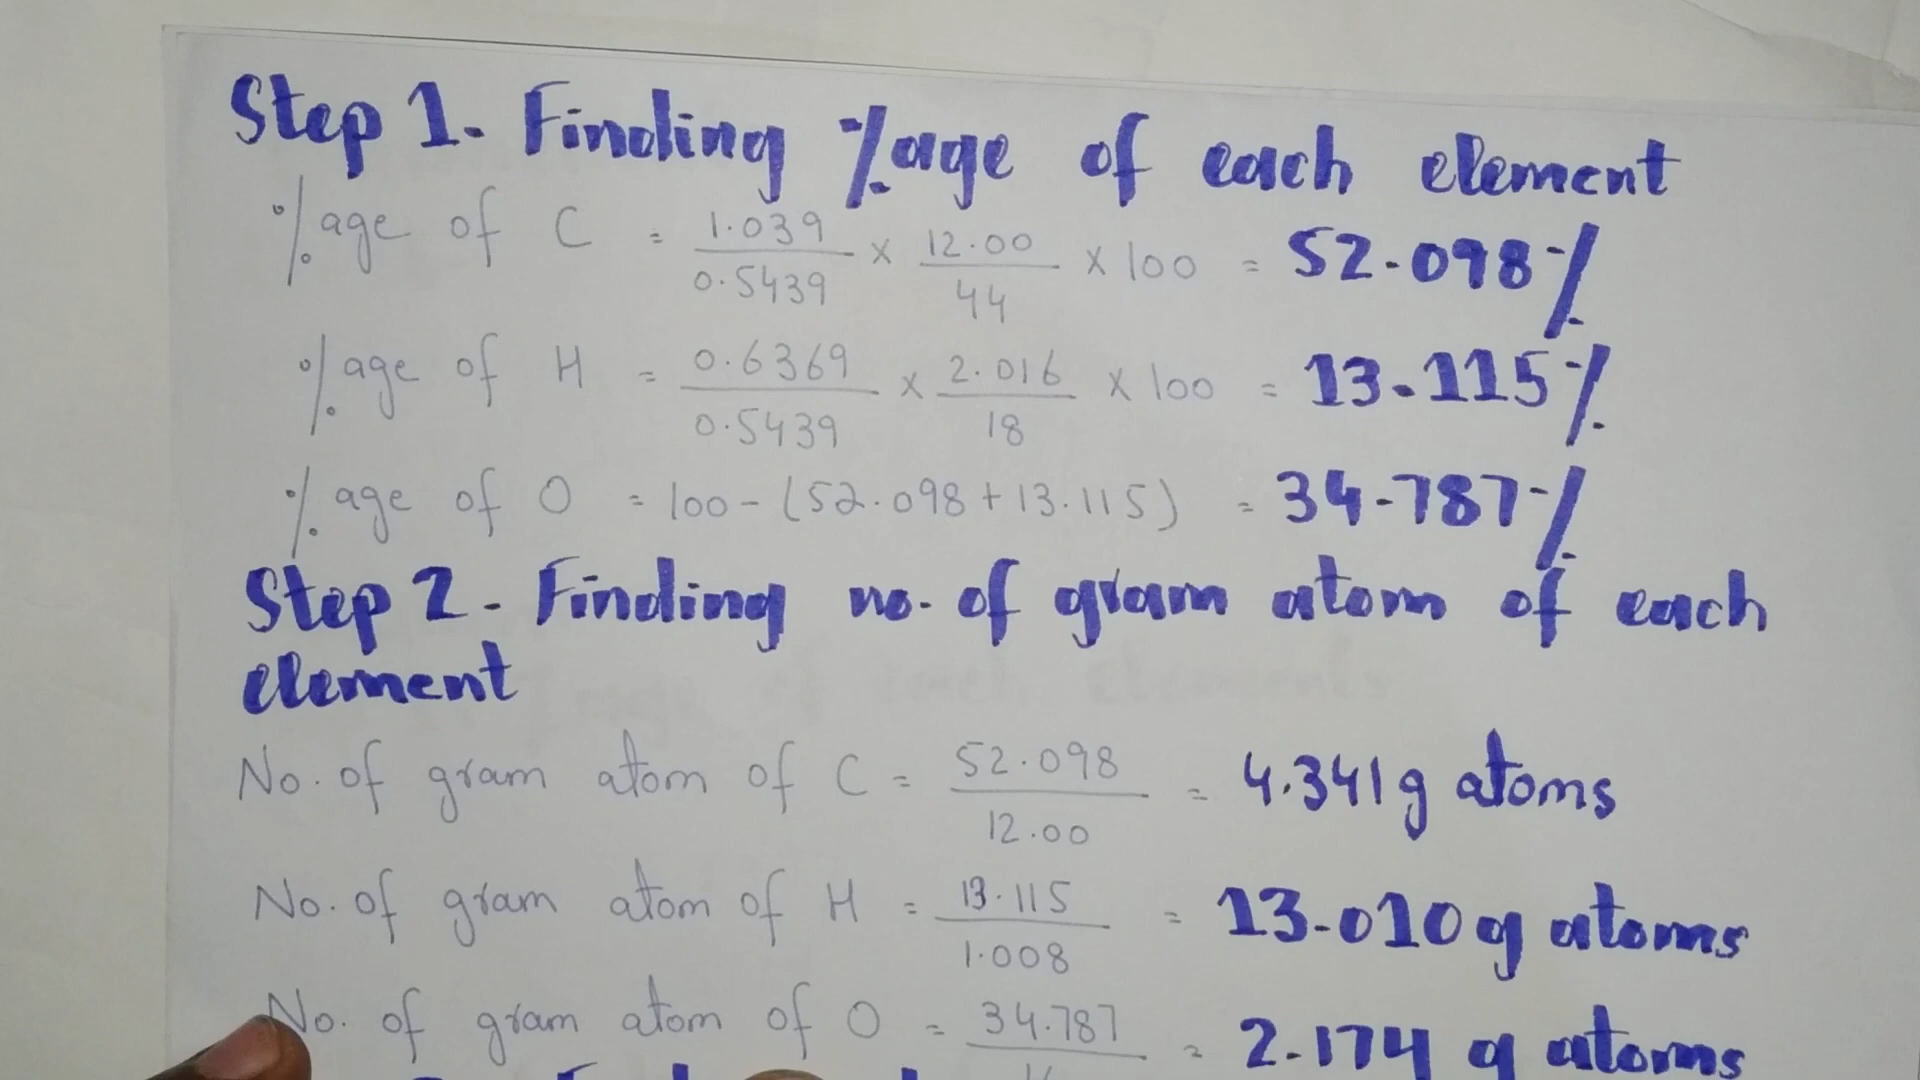 Step 1. Finding %age of each element
%age of C = 1.039/0.5439 x 12.00/44 x 100 = 52.098%
%age of H = 0.6369/0.5439 x 2.016/18 x 100 = 13.115%
%age of O = 100 - (52.098 + 13.115) = 34.787%
Step 2. Finding no. of gram atom of each
element
No. of gram atom of C = 52.098/12.00 = 4.341 g atoms
No. of gram atom of H = 13.115/1.008 = 13.010 g atoms
No. of gram atom of O = 34.787 = 2.174 g atoms